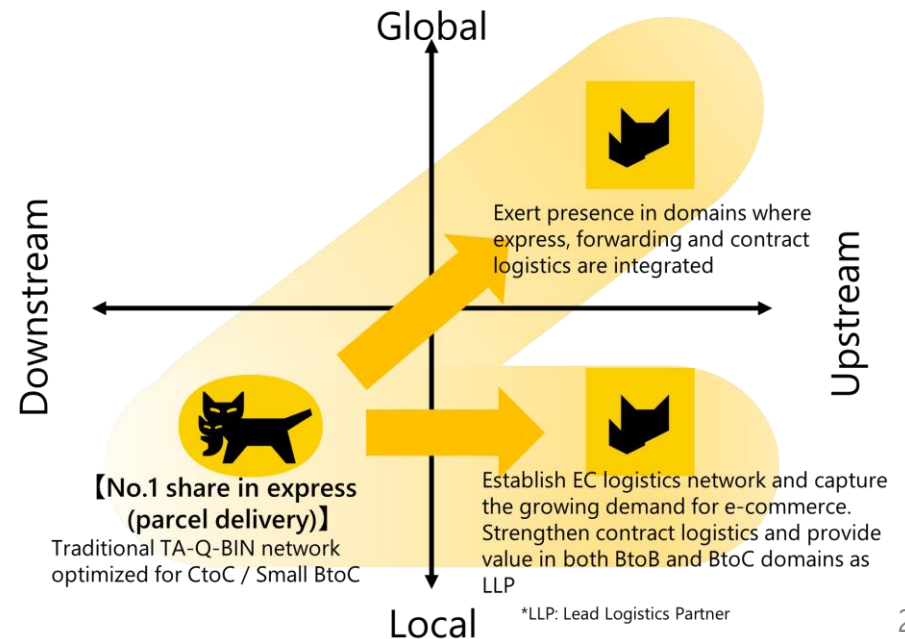 Global
Exert presence in domains where
express, forwarding and contract
logistics are integrated
Downstream
Upstream
【No.1 share in express
(parcel delivery)】
Traditional TA-Q-BIN network
optimized for CtoC / Small BtoC
Establish EC logistics network and capture
the growing demand for e-commerce.
Strengthen contract logistics and provide
value in both BtoB and BtoC domains as
LLP
*LLP: Lead Logistics Partner
Local